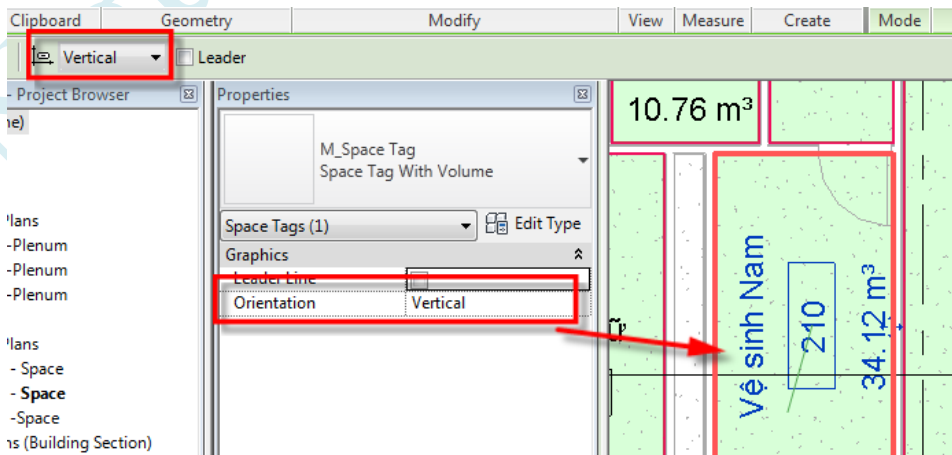 Clipboard Geometry Modify View Measure Create Mode
Vertical Leader
- Project Browser
Properties
M_Space Tag
Space Tag With Volume
Space Tags (1) Edit Type
Graphics
Leader Line
Orientation Vertical
Plans
-Plenum
-Plenum
-Plenum
Plans
- Space
- Space
-Space
(Building Section)
10.76 m³
Vệ sinh Nam
210
34.12 m³